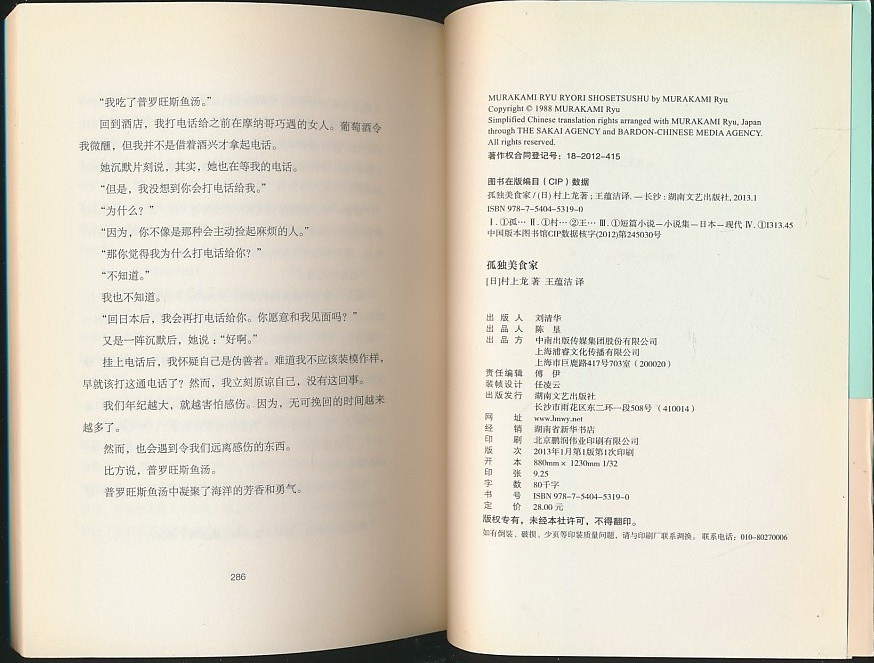 “我吃了普罗旺斯鱼汤。”
回到酒店，我打电话给之前在摩纳哥巧遇的女人。葡萄酒令
我微醺，但我并不是借着酒兴才拿起电话。
她沉默片刻说，其实，她也在等我的电话。
“但是，我没想到你会打电话给我。”
“为什么？”
“因为，你不像是那种会主动捡起麻烦的人。”
“那你觉得我为什么打电话给你？”
“不知道。”
我也不知道。
“回日本后，我会再打电话给你。你愿意和我见面吗？”
又是一阵沉默后，她说：“好啊。”
挂上电话后，我怀疑自己是伪善者。难道我不应该装模作样，
早就该打这通电话了？然而，我立刻原谅自己，没有这回事。
我们年纪越大，就越害怕感伤。因为，无可挽回的时间越来
越多了。
然而，也会遇到令我们远离感伤的东西。
比方说，普罗旺斯鱼汤。
普罗旺斯鱼汤中凝聚了海洋的芳香和勇气。
286
MURAKAMI RYU RYORI SHOSETSUSHU by MURAKAMI Ryu
Copyright © 1988 MURAKAMI Ryu
Simplified Chinese translation rights arranged with MURAKAMI Ryu, Japan
through THE SAKAI AGENCY and BARDON-CHINESE MEDIA AGENCY.
All rights reserved.
著作权合同登记号：18-2012-415
图书在版编目（CIP）数据
孤独美食家 / (日) 村上龙著；王蕴洁译. — 长沙：湖南文艺出版社, 2013.1
ISBN 978-7-5404-5319-0
Ⅰ. ①孤… Ⅱ. ①村… ②王… Ⅲ. ①短篇小说—小说集—日本—现代 Ⅳ. ①I313.45
中国版本图书馆CIP数据核字(2012)第245030号
孤独美食家
[日]村上龙 著 王蕴洁 译
出版人 刘清华
出品人 陈垦
出品方 中南出版传媒集团股份有限公司
上海浦睿文化传播有限公司
上海市巨鹿路417号703室（200020）
责任编辑 傅伊
装帧设计 任凌云
出版发行 湖南文艺出版社
长沙市雨花区东二环一段508号（410014）
网址 www.hnwy.net
经销 湖南省新华书店
印刷 北京鹏润伟业印刷有限公司
版次 2013年1月第1版第1次印刷
开本 880mm × 1230mm 1/32
印张 9.25
字数 80千字
书号 ISBN 978-7-5404-5319-0
定价 28.00 元
版权专有，未经本社许可，不得翻印。
如有倒装、破损、少页等印装质量问题，请与印刷厂联系调换。 联系电话：010-80270006